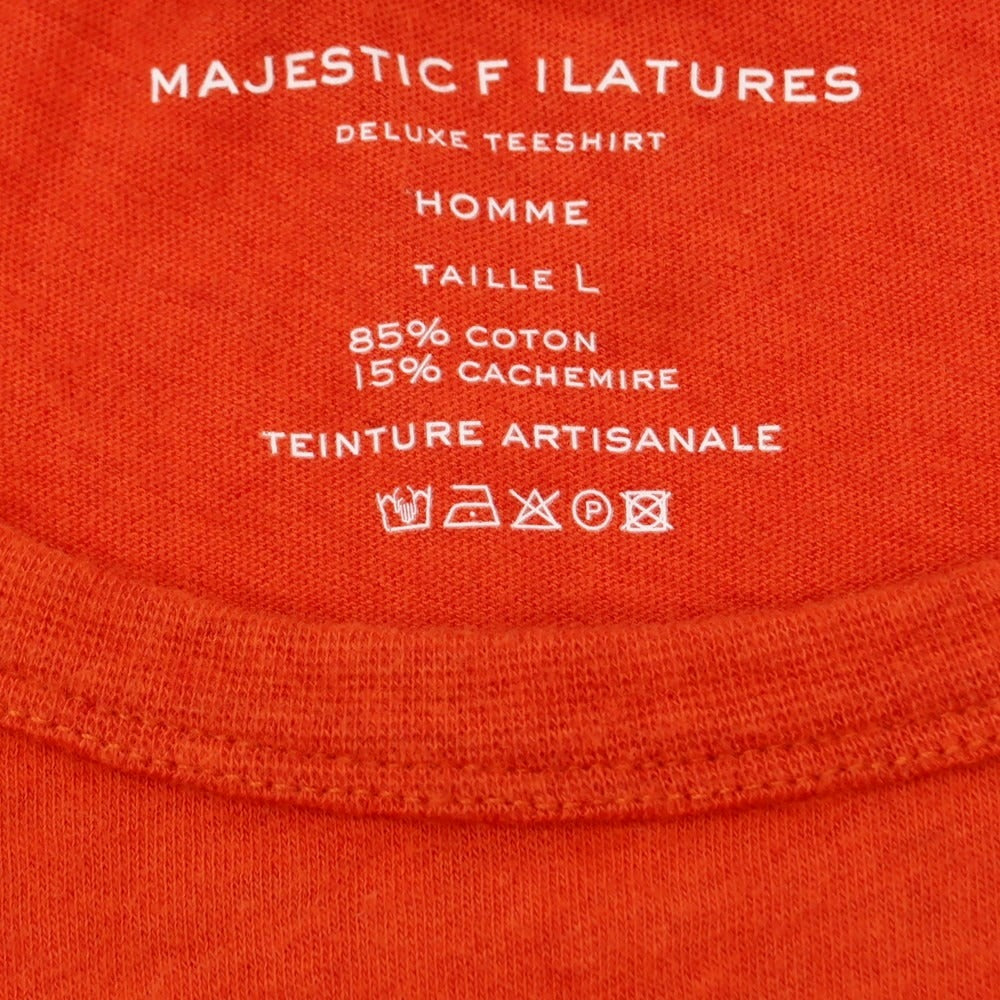 MAJESTIC FILATURES
DELUXE TEESHIRT
HOMME
TAILLE L
85% COTON
15% CACHEMIRE
TEINTURE ARTISANALE
P